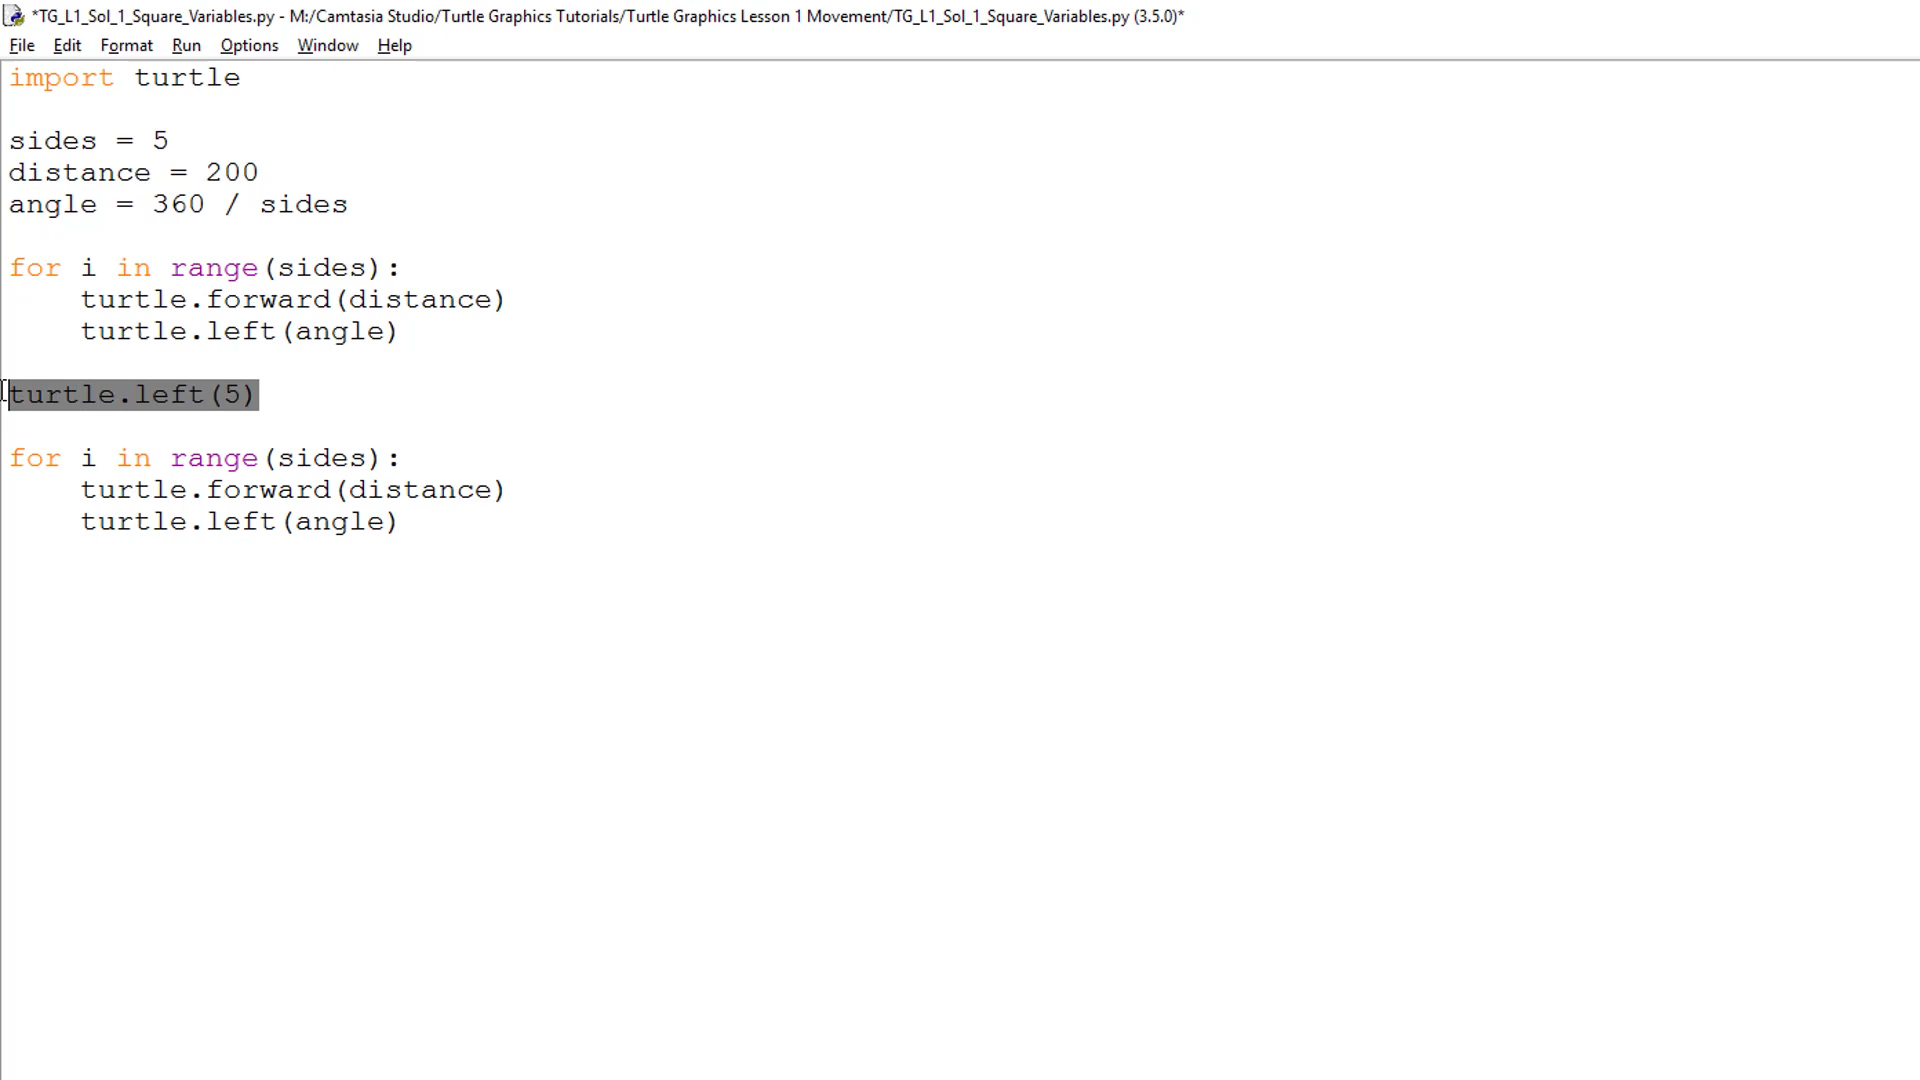 *TG_L1_Sol_1_Square_Variables.py - M:/Camtasia Studio/Turtle Graphics Tutorials/Turtle Graphics Lesson 1 Movement/TG_L1_Sol_1_Square_Variables.py (3.5.0)*
File Edit Format Run Options Window Help
import turtle
sides = 5
distance = 200
angle = 360 / sides
for i in range(sides):
    turtle.forward(distance)
    turtle.left(angle)
turtle.left(5)
for i in range(sides):
    turtle.forward(distance)
    turtle.left(angle)